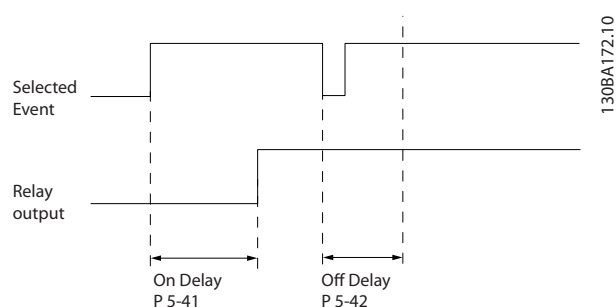 130BA172.10
Selected
Event
Relay
output
On Delay
P 5-41
Off Delay
P 5-42